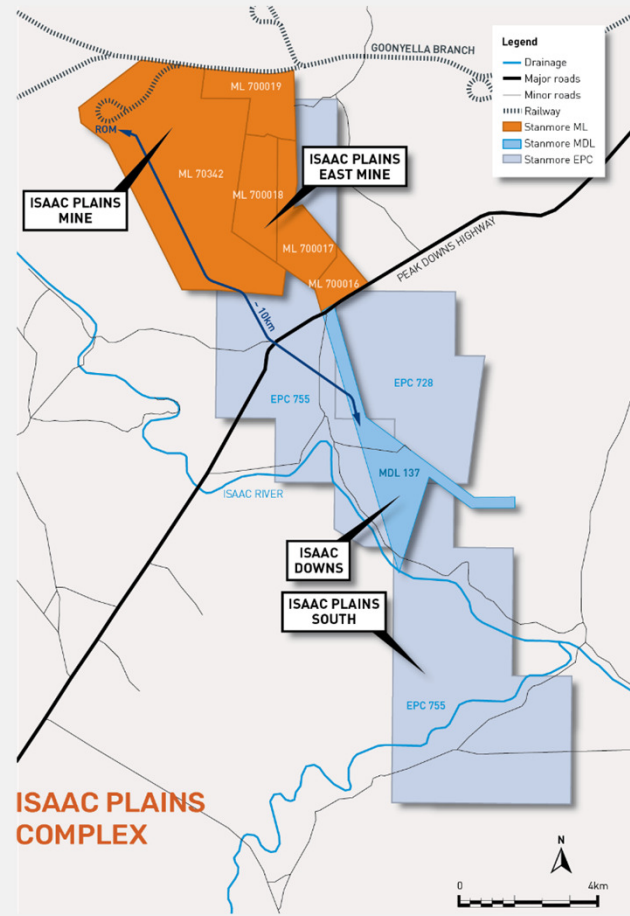 GOONYELLA BRANCH
Legend
Drainage
Major roads
Minor roads
Railway
Stanmore ML
Stanmore MDL
Stanmore EPC
ML 700019
ROM
ML 70342
ISAAC PLAINS
EAST MINE
ISAAC PLAINS
MINE
ML 700018
ML 700017
ML 700016
PEAK DOWNS HIGHWAY
~ 10km
EPC 728
EPC 755
MDL 137
ISAAC RIVER
ISAAC
DOWNS
ISAAC PLAINS
SOUTH
EPC 755
ISAAC PLAINS
COMPLEX
N
0 4km